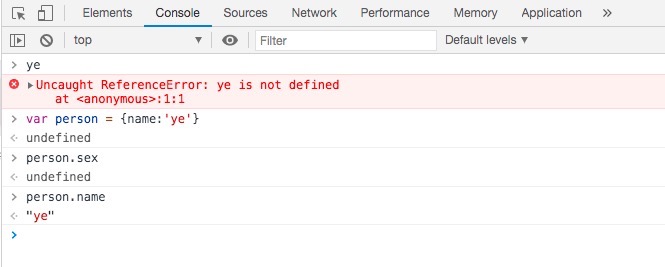 Elements Console Sources Network Performance Memory Application »
top ▼ Filter Default levels ▼
> ye
▶Uncaught ReferenceError: ye is not defined
at <anonymous>:1:1
> var person = {name:'ye'}
undefined
> person.sex
undefined
> person.name
"ye"
>